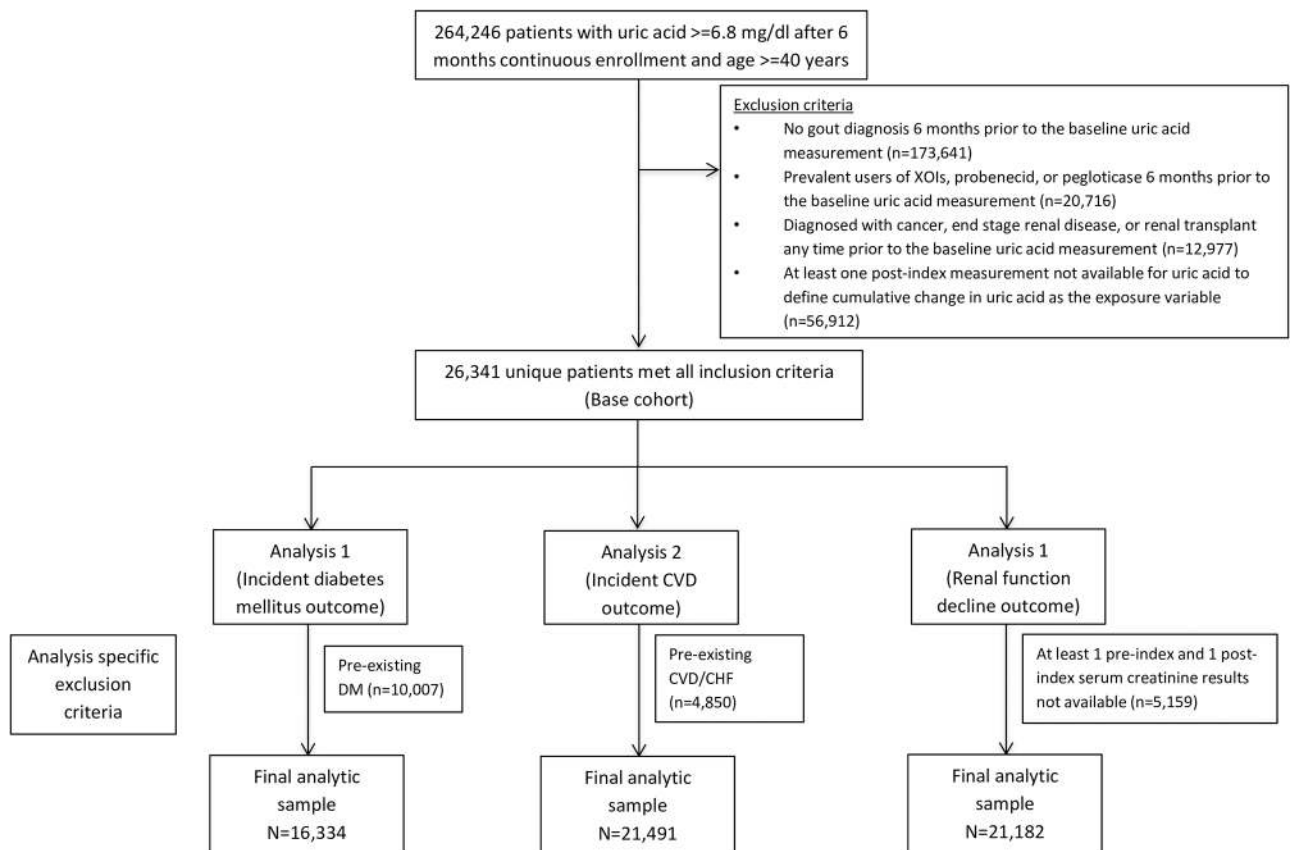 264,246 patients with uric acid >=6.8 mg/dl after 6
months continuous enrollment and age >=40 years
Exclusion criteria
• No gout diagnosis 6 months prior to the baseline uric acid
measurement (n=173,641)
• Prevalent users of XOIs, probenecid, or pegloticase 6 months prior to
the baseline uric acid measurement (n=20,716)
• Diagnosed with cancer, end stage renal disease, or renal transplant
any time prior to the baseline uric acid measurement (n=12,977)
• At least one post-index measurement not available for uric acid to
define cumulative change in uric acid as the exposure variable
(n=56,912)
26,341 unique patients met all inclusion criteria
(Base cohort)
Analysis 1
(Incident diabetes
mellitus outcome)
Analysis 2
(Incident CVD
outcome)
Analysis 1
(Renal function
decline outcome)
Analysis specific
exclusion
criteria
Pre-existing
DM (n=10,007)
Pre-existing
CVD/CHF
(n=4,850)
At least 1 pre-index and 1 post-
index serum creatinine results
not available (n=5,159)
Final analytic
sample
N=16,334
Final analytic
sample
N=21,491
Final analytic
sample
N=21,182